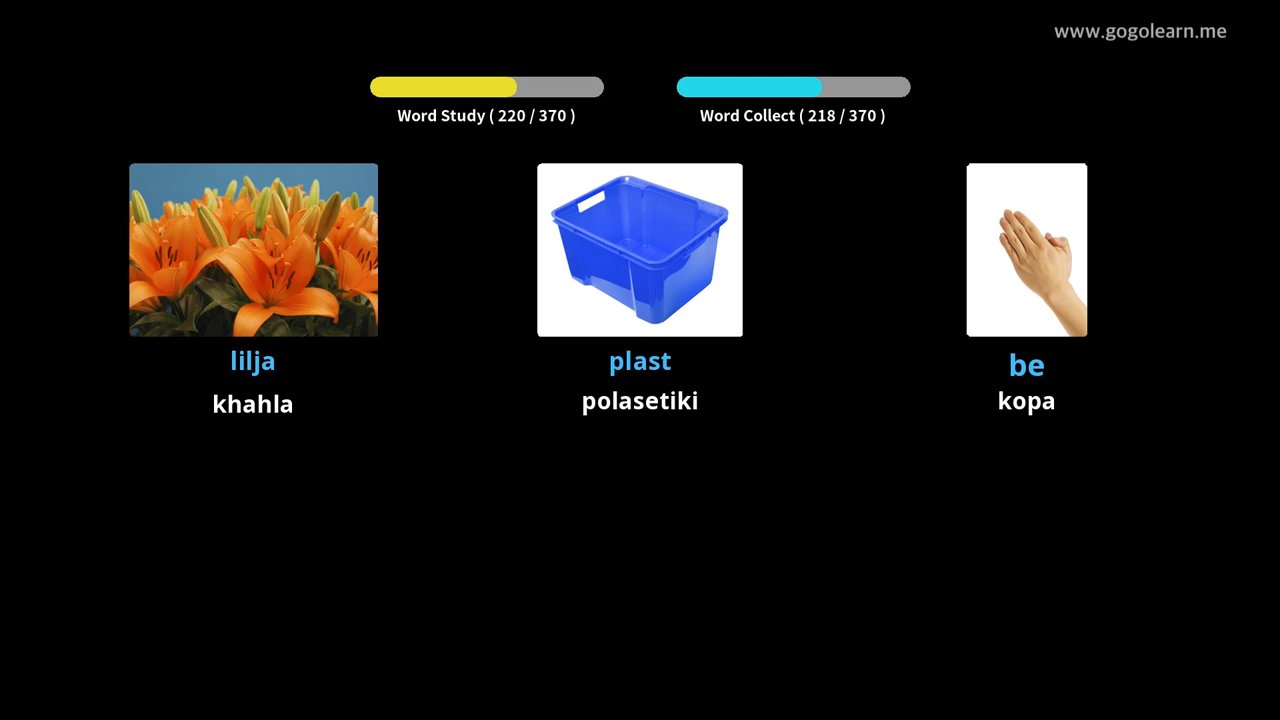 www.gogolearn.me
Word Study ( 220 / 370 )
Word Collect ( 218 / 370 )
lilja
plast
be
khahla
polasetiki
kopa